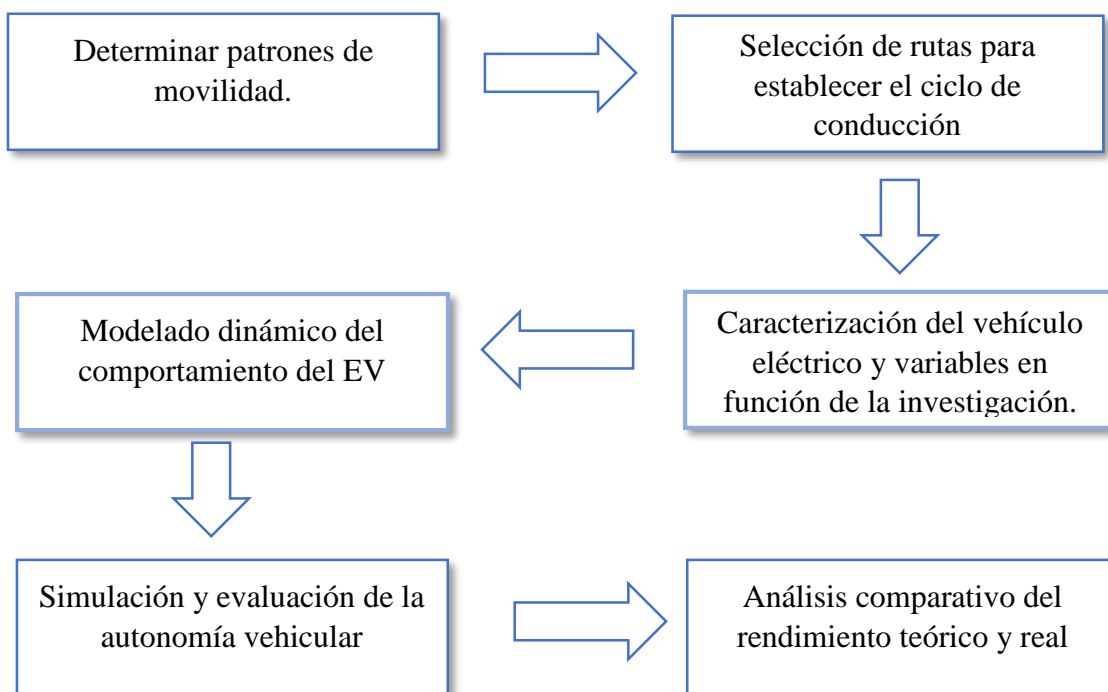 Determinar patrones de
movilidad.
Selección de rutas para
establecer el ciclo de
conducción
Caracterización del vehículo
eléctrico y variables en
función de la investigación.
Modelado dinámico del
comportamiento del EV
Simulación y evaluación de la
autonomía vehicular
Análisis comparativo del
rendimiento teórico y real